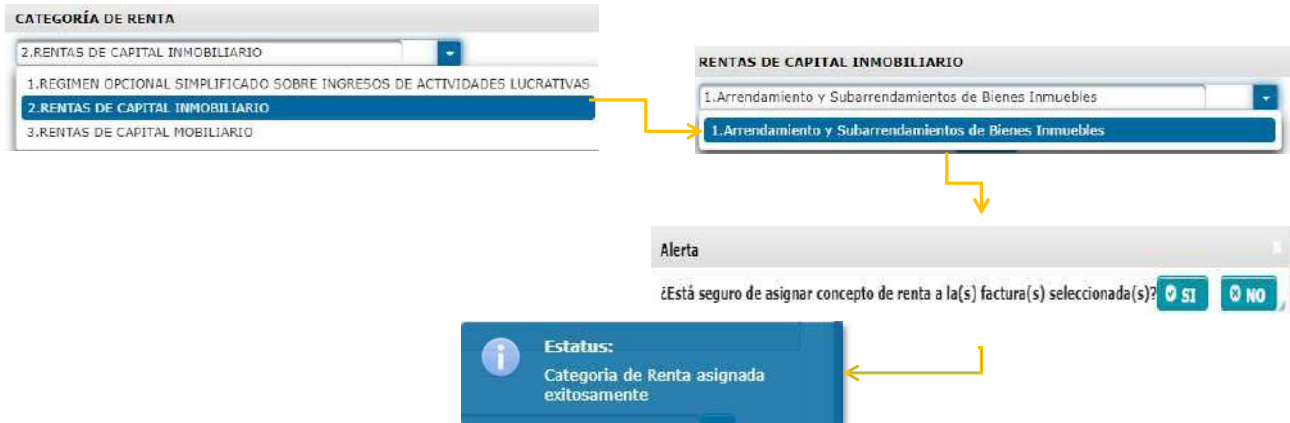 CATEGORÍA DE RENTA
2.RENTAS DE CAPITAL INMOBILIARIO
1.REGIMEN OPCIONAL SIMPLIFICADO SOBRE INGRESOS DE ACTIVIDADES LUCRATIVAS
2.RENTAS DE CAPITAL INMOBILIARIO
3.RENTAS DE CAPITAL MOBILIARIO
RENTAS DE CAPITAL INMOBILIARIO
1.Arrendamiento y Subarrendamientos de Bienes Inmuebles
1.Arrendamiento y Subarrendamientos de Bienes Inmuebles
Alerta
¿Está seguro de asignar concepto de renta a la(s) factura(s) seleccionada(s)? SI NO
Estatus:
Categoria de Renta asignada
exitosamente